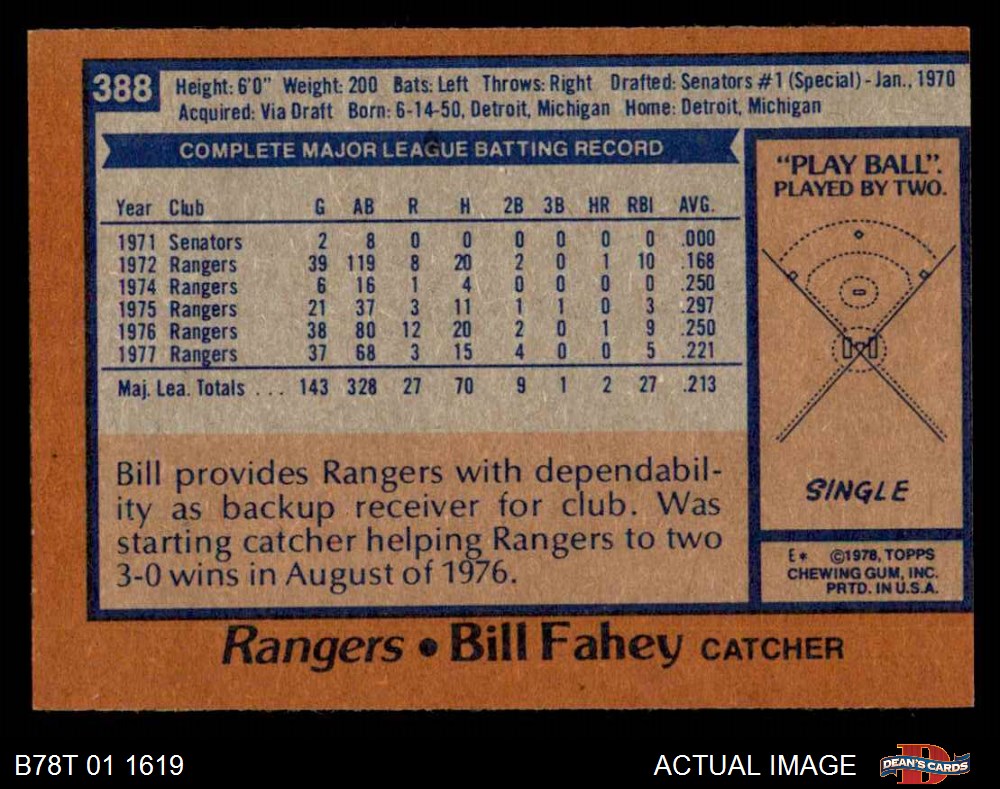 388
Height: 6'0" Weight: 200 Bats: Left Throws: Right Drafted: Senators #1 (Special) - Jan., 1970
Acquired: Via Draft Born: 6-14-50, Detroit, Michigan Home: Detroit, Michigan
COMPLETE MAJOR LEAGUE BATTING RECORD
Year Club G AB R H 2B 3B HR RBI AVG.
1971 Senators 2 8 0 0 0 0 0 0 .000
1972 Rangers 39 119 8 20 2 0 1 10 .168
1974 Rangers 6 16 1 4 0 0 0 0 .250
1975 Rangers 21 37 3 11 1 1 0 3 .297
1976 Rangers 38 80 12 20 2 0 1 9 .250
1977 Rangers 37 68 3 15 4 0 0 5 .221
Maj. Lea. Totals . . . 143 328 27 70 9 1 2 27 .213
Bill provides Rangers with dependabil-
ity as backup receiver for club. Was
starting catcher helping Rangers to two
3-0 wins in August of 1976.
"PLAY BALL".
PLAYED BY TWO.
SINGLE
E* ©1978, TOPPS
CHEWING GUM, INC.
PRTD. IN U.S.A.
Rangers • Bill Fahey CATCHER
B78T 01 1619
ACTUAL IMAGE
D
DEAN'S CARDS